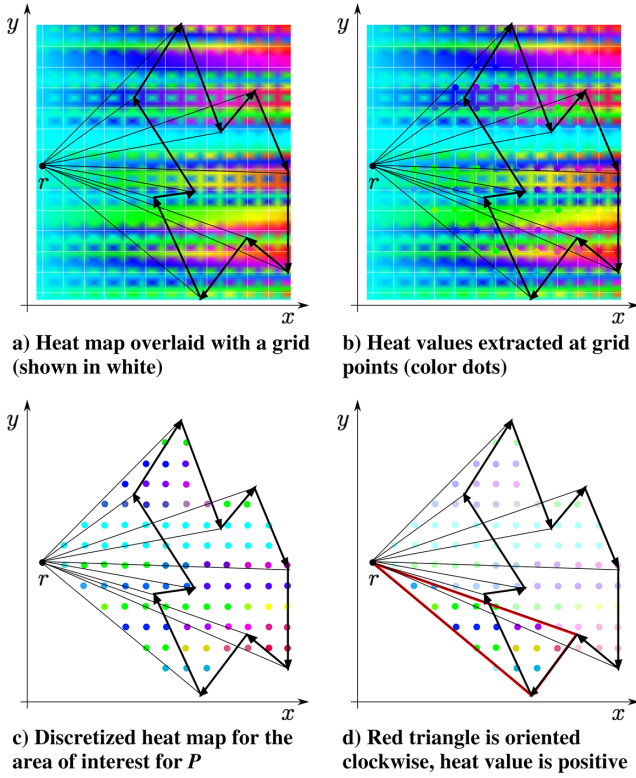 y
y
r
r
x
x
a) Heat map overlaid with a grid
(shown in white)
b) Heat values extracted at grid
points (color dots)
y
y
r
r
x
x
c) Discretized heat map for the
area of interest for P
d) Red triangle is oriented
clockwise, heat value is positive